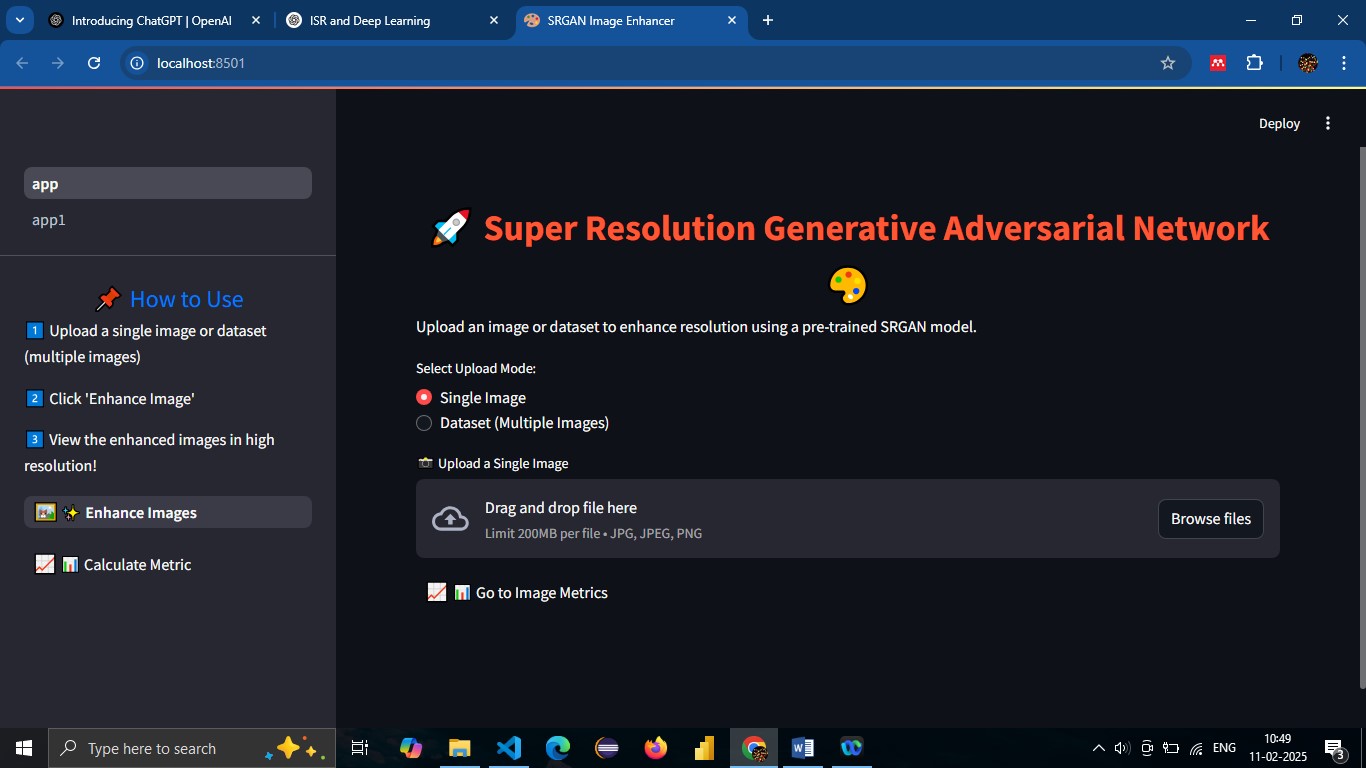 Introducing ChatGPT | OpenAI
ISR and Deep Learning
SRGAN Image Enhancer
localhost:8501
Deploy
app
app1
📌 How to Use
1 Upload a single image or dataset
(multiple images)
2 Click 'Enhance Image'
3 View the enhanced images in high
resolution!
Enhance Images
Calculate Metric
Super Resolution Generative Adversarial Network
Upload an image or dataset to enhance resolution using a pre-trained SRGAN model.
Select Upload Mode:
Single Image
Dataset (Multiple Images)
Upload a Single Image
Drag and drop file here
Limit 200MB per file • JPG, JPEG, PNG
Browse files
Go to Image Metrics
Type here to search
ENG
10:49
11-02-2025
3